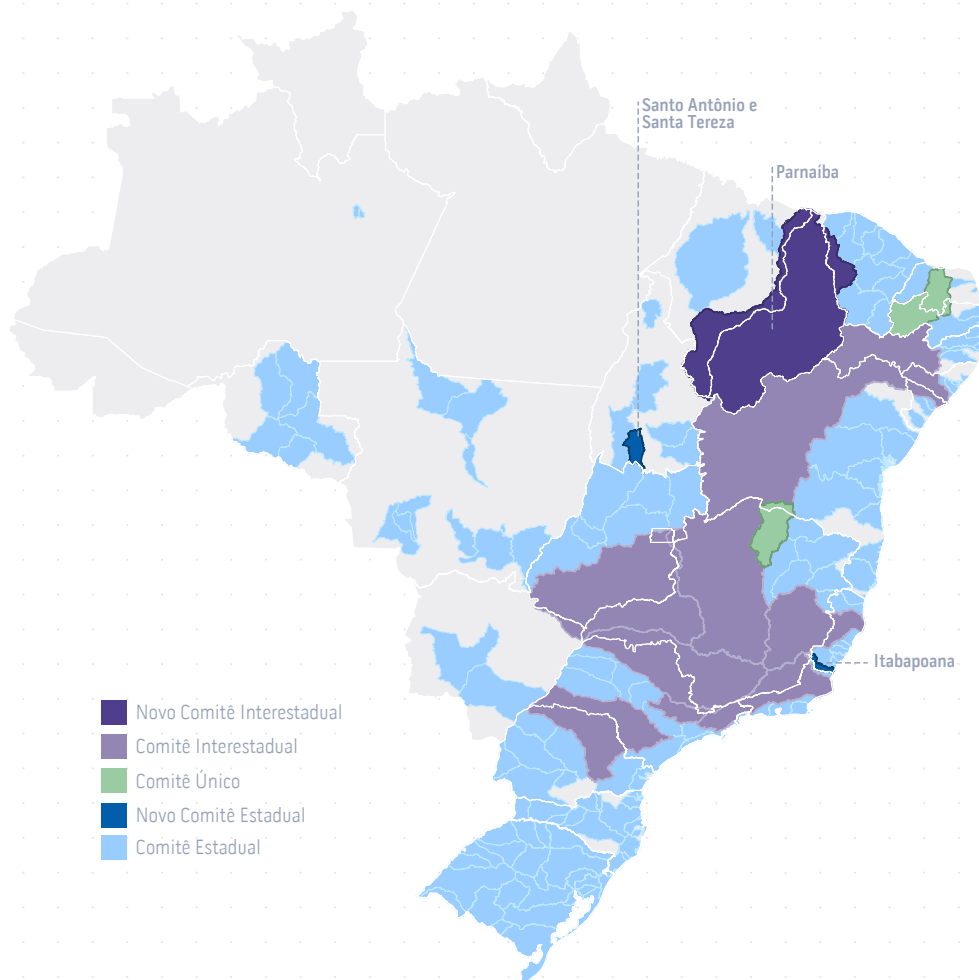 Santo Antônio e
Santa Tereza
Parnaíba
Itabapoana
Novo Comitê Interestadual
Comitê Interestadual
Comitê Único
Novo Comitê Estadual
Comitê Estadual